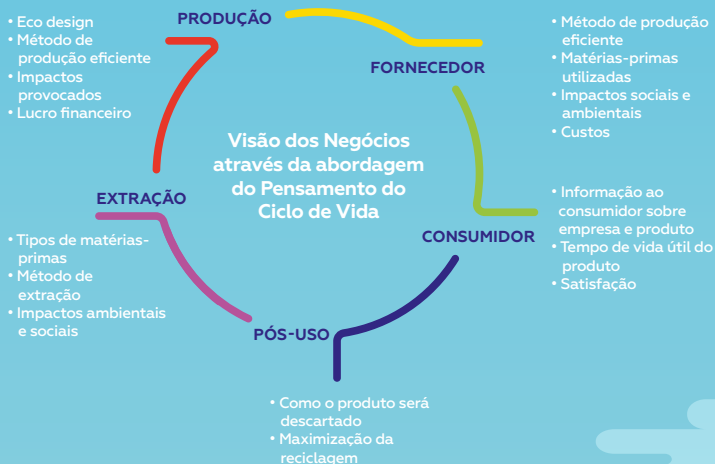 PRODUÇÃO
• Eco design
• Método de
produção eficiente
• Impactos
provocados
• Lucro financeiro
FORNECEDOR
• Método de produção
eficiente
• Matérias-primas
utilizadas
• Impactos sociais e
ambientais
• Custos
Visão dos Negócios
através da abordagem
do Pensamento do
Ciclo de Vida
EXTRAÇÃO
• Tipos de matérias-
primas
• Método de
extração
• Impactos ambientais
e sociais
CONSUMIDOR
• Informação ao
consumidor sobre
empresa e produto
• Tempo de vida útil do
produto
• Satisfação
PÓS-USO
• Como o produto será
descartado
• Maximização da
reciclagem